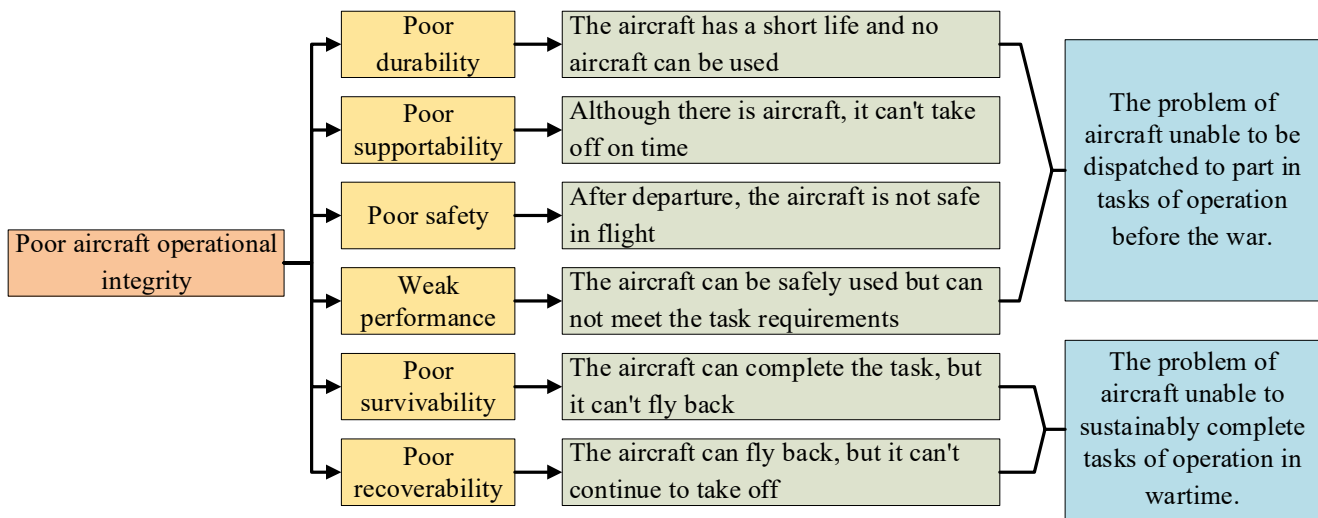 Poor aircraft operational
integrity
Poor
durability
The aircraft has a short life and no
aircraft can be used
Poor
supportability
Although there is aircraft, it can't take
off on time
Poor safety
After departure, the aircraft is not safe
in flight
Weak
performance
The aircraft can be safely used but can
not meet the task requirements
Poor
survivability
The aircraft can complete the task, but
it can't fly back
Poor
recoverability
The aircraft can fly back, but it can't
continue to take off
The problem of
aircraft unable to be
dispatched to part in
tasks of operation
before the war.
The problem of
aircraft unable to
sustainably complete
tasks of operation in
wartime.